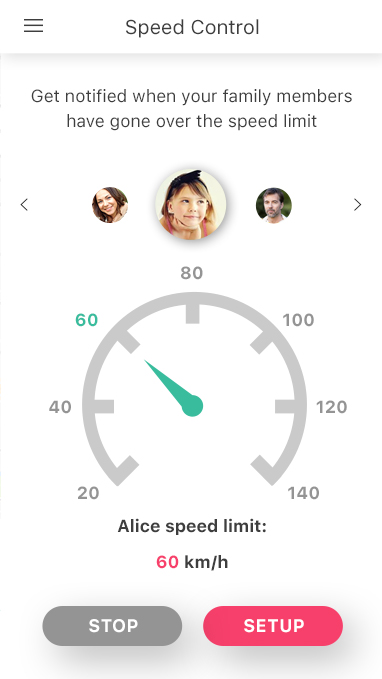 Speed Control
Get notified when your family members
have gone over the speed limit
80
60
100
40
120
20
140
Alice speed limit:
60 km/h
STOP
SETUP